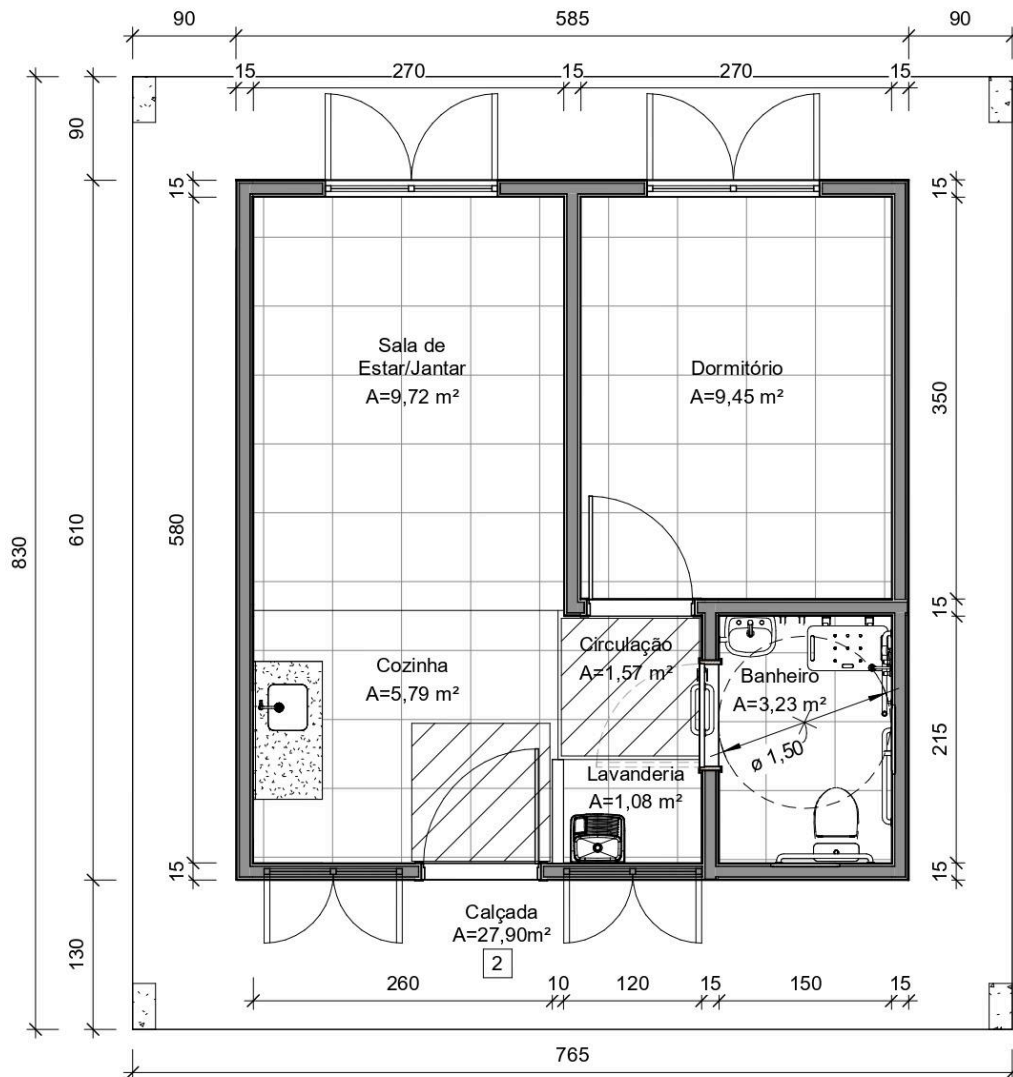 90
585
90
15
270
15
270
15
90
15
15
Sala de
Estar/Jantar
A=9,72 m²
Dormitório
A=9,45 m²
350
830
610
580
15
Cozinha
A=5,79 m²
Circulação
A=1,57 m²
Banheiro
A=3,23 m²
ø 1,50
215
Lavanderia
A=1,08 m²
15
15
Calçada
A=27,90m²
2
130
260
10
120
15
150
15
765